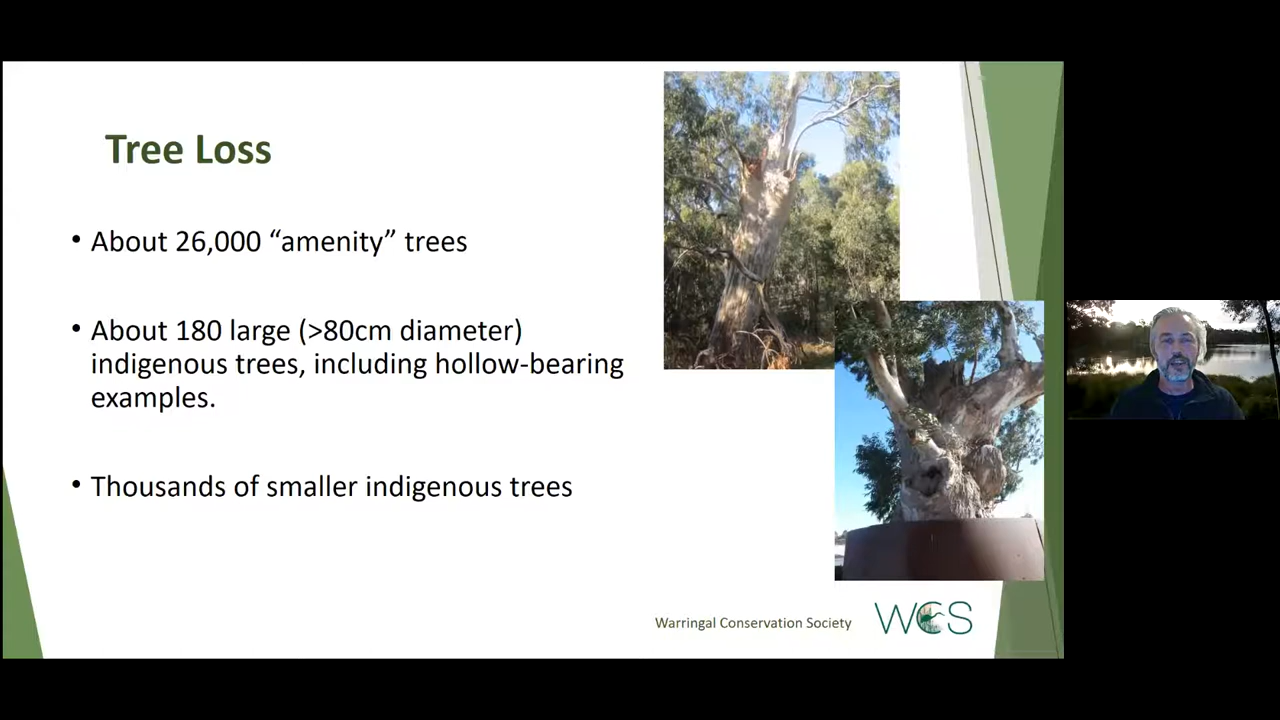 Tree Loss
• About 26,000 “amenity” trees
• About 180 large (>80cm diameter)
indigenous trees, including hollow-bearing
examples.
• Thousands of smaller indigenous trees
Warringal Conservation Society
WCS